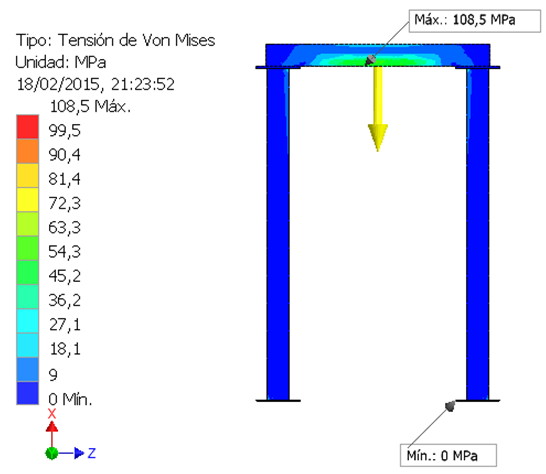 Tipo: Tensión de Von Mises
Unidad: MPa
18/02/2015, 21:23:52
108,5 Máx.
99,5
90,4
81,4
72,3
63,3
54,3
45,2
36,2
27,1
18,1
9
0 Mín.
X
Z
Máx.: 108,5 MPa
Mín.: 0 MPa